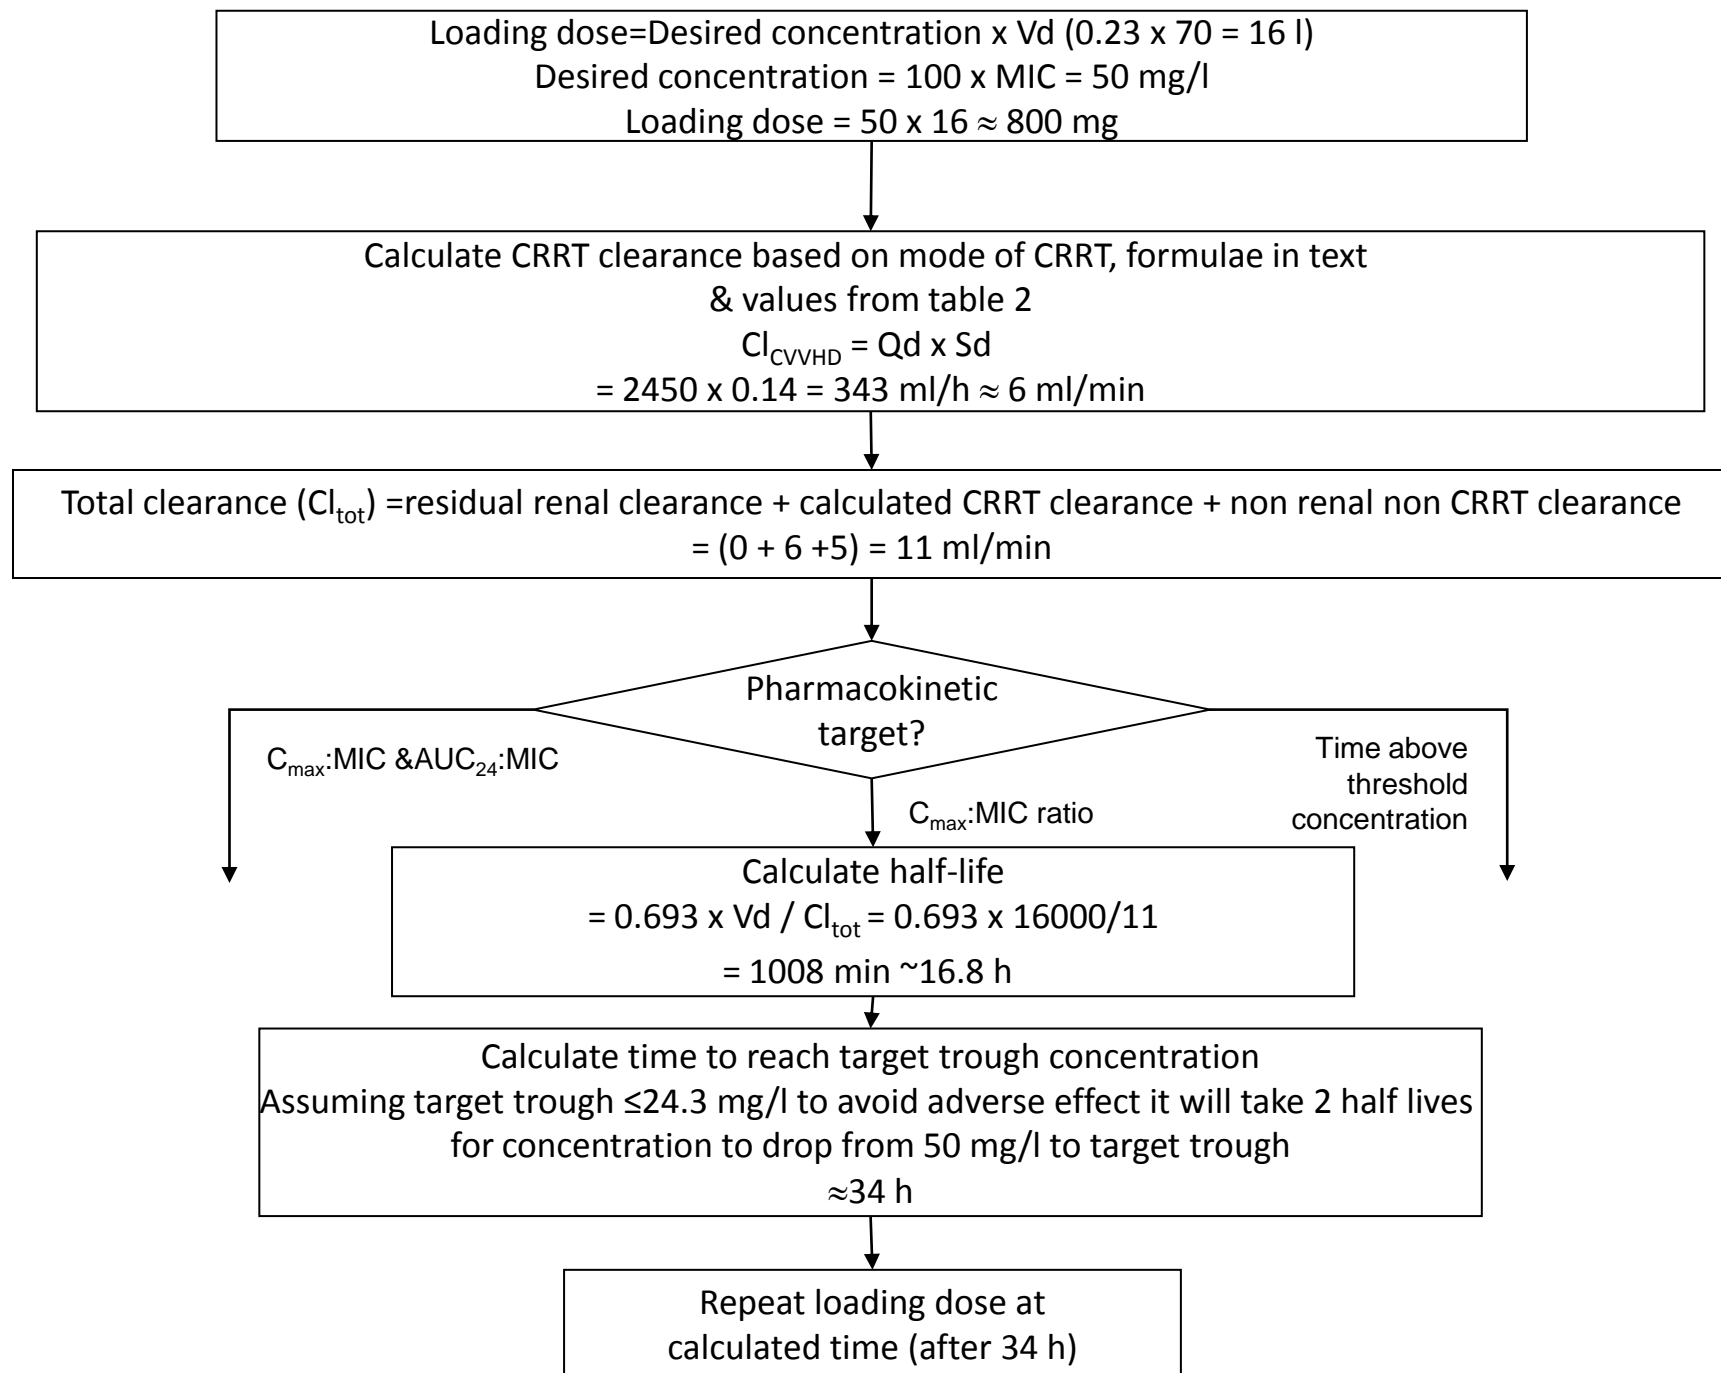 Loading dose=Desired concentration x Vd (0.23 x 70 = 16 l)
Desired concentration = 100 x MIC = 50 mg/l
Loading dose = 50 x 16 ≈ 800 mg
Calculate CRRT clearance based on mode of CRRT, formulae in text
& values from table 2
Cl_CVVHD = Qd x Sd
= 2450 x 0.14 = 343 ml/h ≈ 6 ml/min
Total clearance (Cl_tot) =residual renal clearance + calculated CRRT clearance + non renal non CRRT clearance
= (0 + 6 +5) = 11 ml/min
Pharmacokinetic
target?
C_max:MIC &AUC_24:MIC
C_max:MIC ratio
Time above
threshold
concentration
Calculate half-life
= 0.693 x Vd / Cl_tot = 0.693 x 16000/11
= 1008 min ~16.8 h
Calculate time to reach target trough concentration
Assuming target trough ≤24.3 mg/l to avoid adverse effect it will take 2 half lives
for concentration to drop from 50 mg/l to target trough
≈34 h
Repeat loading dose at
calculated time (after 34 h)